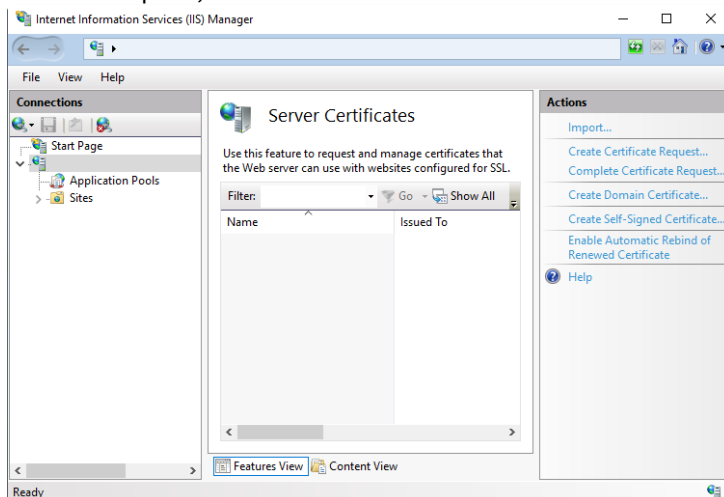 Internet Information Services (IIS) Manager
File View Help
Connections
Start Page
Application Pools
Sites
Server Certificates
Use this feature to request and manage certificates that
the Web server can use with websites configured for SSL.
Filter: Go Show All
Name Issued To
Features View Content View
Actions
Import...
Create Certificate Request...
Complete Certificate Request...
Create Domain Certificate...
Create Self-Signed Certificate...
Enable Automatic Rebind of
Renewed Certificate
Help
Ready